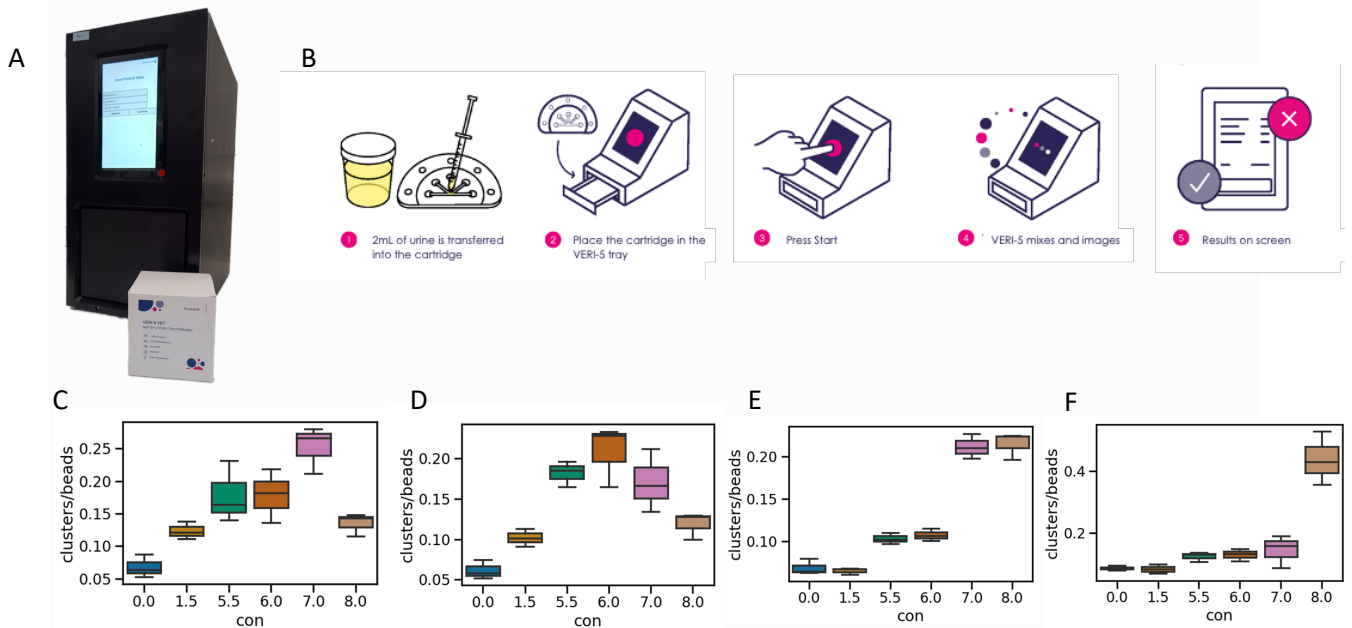 A
B
1 2mL of urine is transferred
into the cartridge
2 Place the cartridge in the
VERI-5 tray
3 Press Start
4 VERI-5 mixes and images
5 Results on screen
VERI-5 VET
C
clusters/beads
0.25
0.20
0.15
0.10
0.05
0.0 1.5 5.5 6.0 7.0 8.0
con
D
clusters/beads
0.20
0.15
0.10
0.05
0.0 1.5 5.5 6.0 7.0 8.0
con
E
clusters/beads
0.20
0.15
0.10
0.0 1.5 5.5 6.0 7.0 8.0
con
F
clusters/beads
0.4
0.2
0.0 1.5 5.5 6.0 7.0 8.0
con